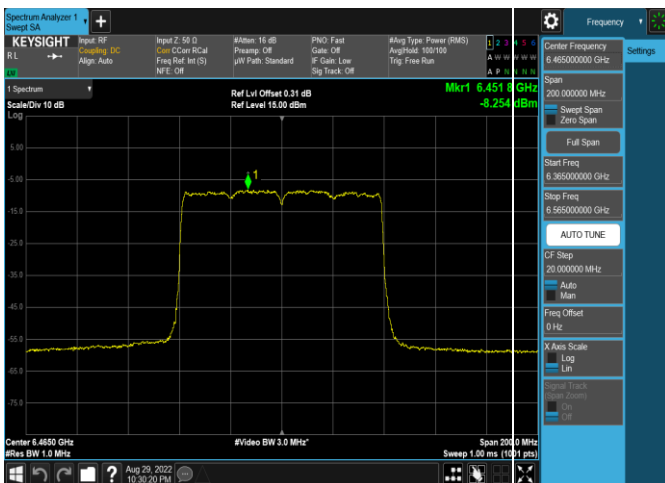 Spectrum Analyzer 1
Swept SA
Frequency
KEYSIGHT
R L
LV
Input: RF
Coupling: DC
Align: Auto
Input Z: 50 Ω
Corr CCorr RCal
Freq Ref: Int (S)
NFE: Off
#Atten: 16 dB
Preamp: Off
µW Path: Standard
PNO: Fast
Gate: Off
IF Gain: Low
Sig Track: Off
#Avg Type: Power (RMS)
Avg|Hold: 100/100
Trig: Free Run
1 2 3 4 5 6
A W W W W W
A P N N N N
1 Spectrum
Scale/Div 10 dB
Log
Ref Lvl Offset 0.31 dB
Ref Level 15.00 dBm
Mkr1 6.451 8 GHz
-8.254 dBm
5.00
-5.00
-15.0
-25.0
-35.0
-45.0
-55.0
-65.0
-75.0
1
Center 6.4650 GHz
#Res BW 1.0 MHz
#Video BW 3.0 MHz*
Span 200.0 MHz
Sweep 1.00 ms (1001 pts)
Aug 29, 2022
10:30:20 PM
Center Frequency
6.465000000 GHz
Settings
Span
200.000000 MHz
Swept Span
Zero Span
Full Span
Start Freq
6.365000000 GHz
Stop Freq
6.565000000 GHz
AUTO TUNE
CF Step
20.000000 MHz
Auto
Man
Freq Offset
0 Hz
X Axis Scale
Log
Lin
Signal Track
(Span Zoom)
On
Off